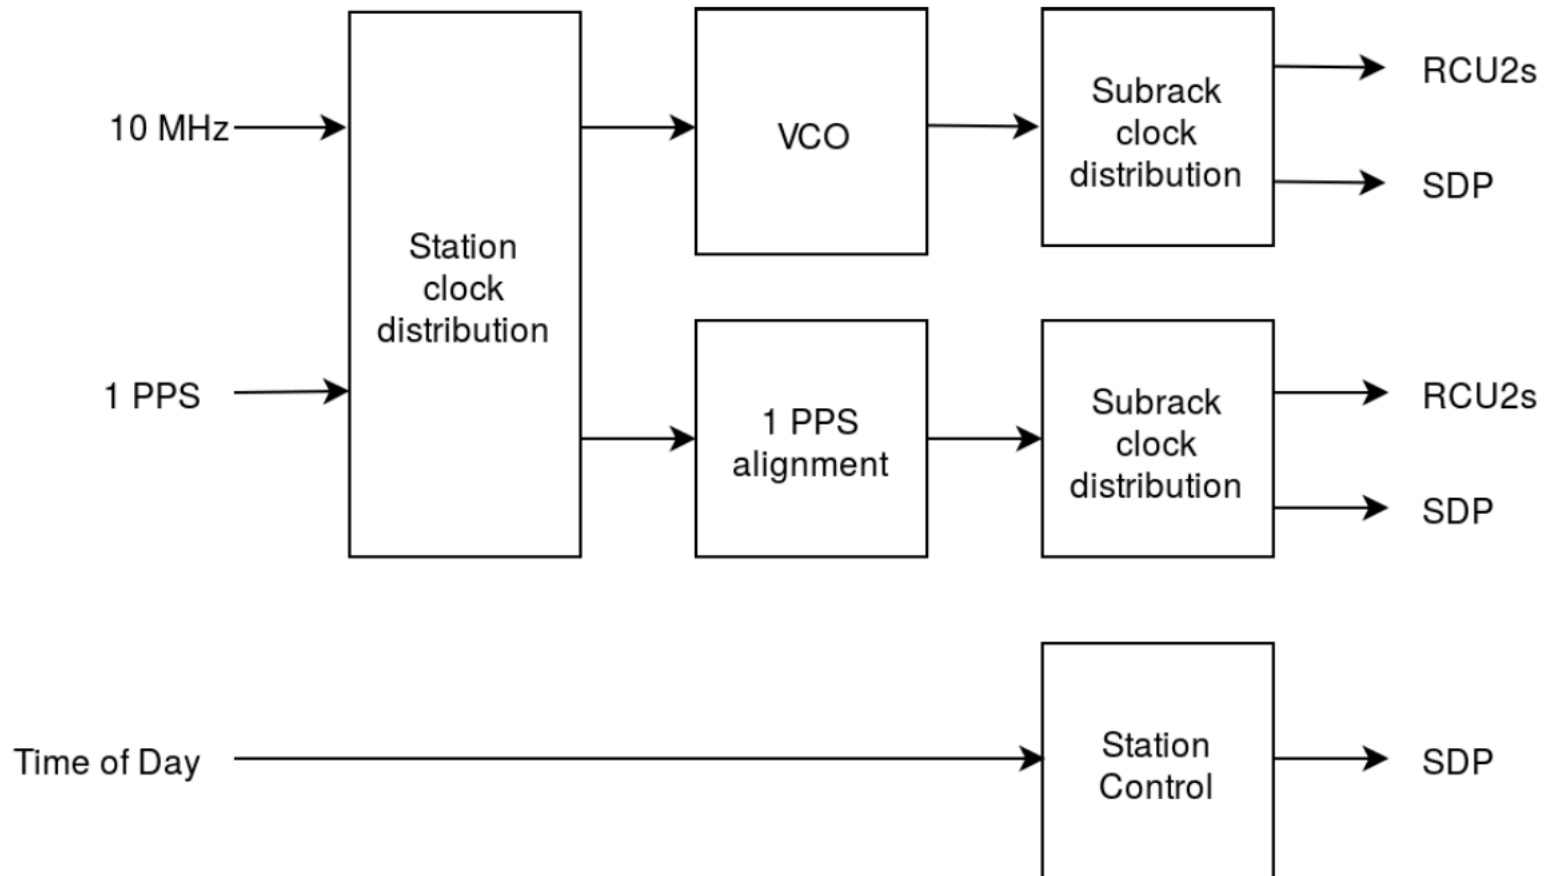 10 MHz
Station
clock
distribution
VCO
Subrack
clock
distribution
RCU2s
SDP
1 PPS
1 PPS
alignment
Subrack
clock
distribution
RCU2s
SDP
Time of Day
Station
Control
SDP